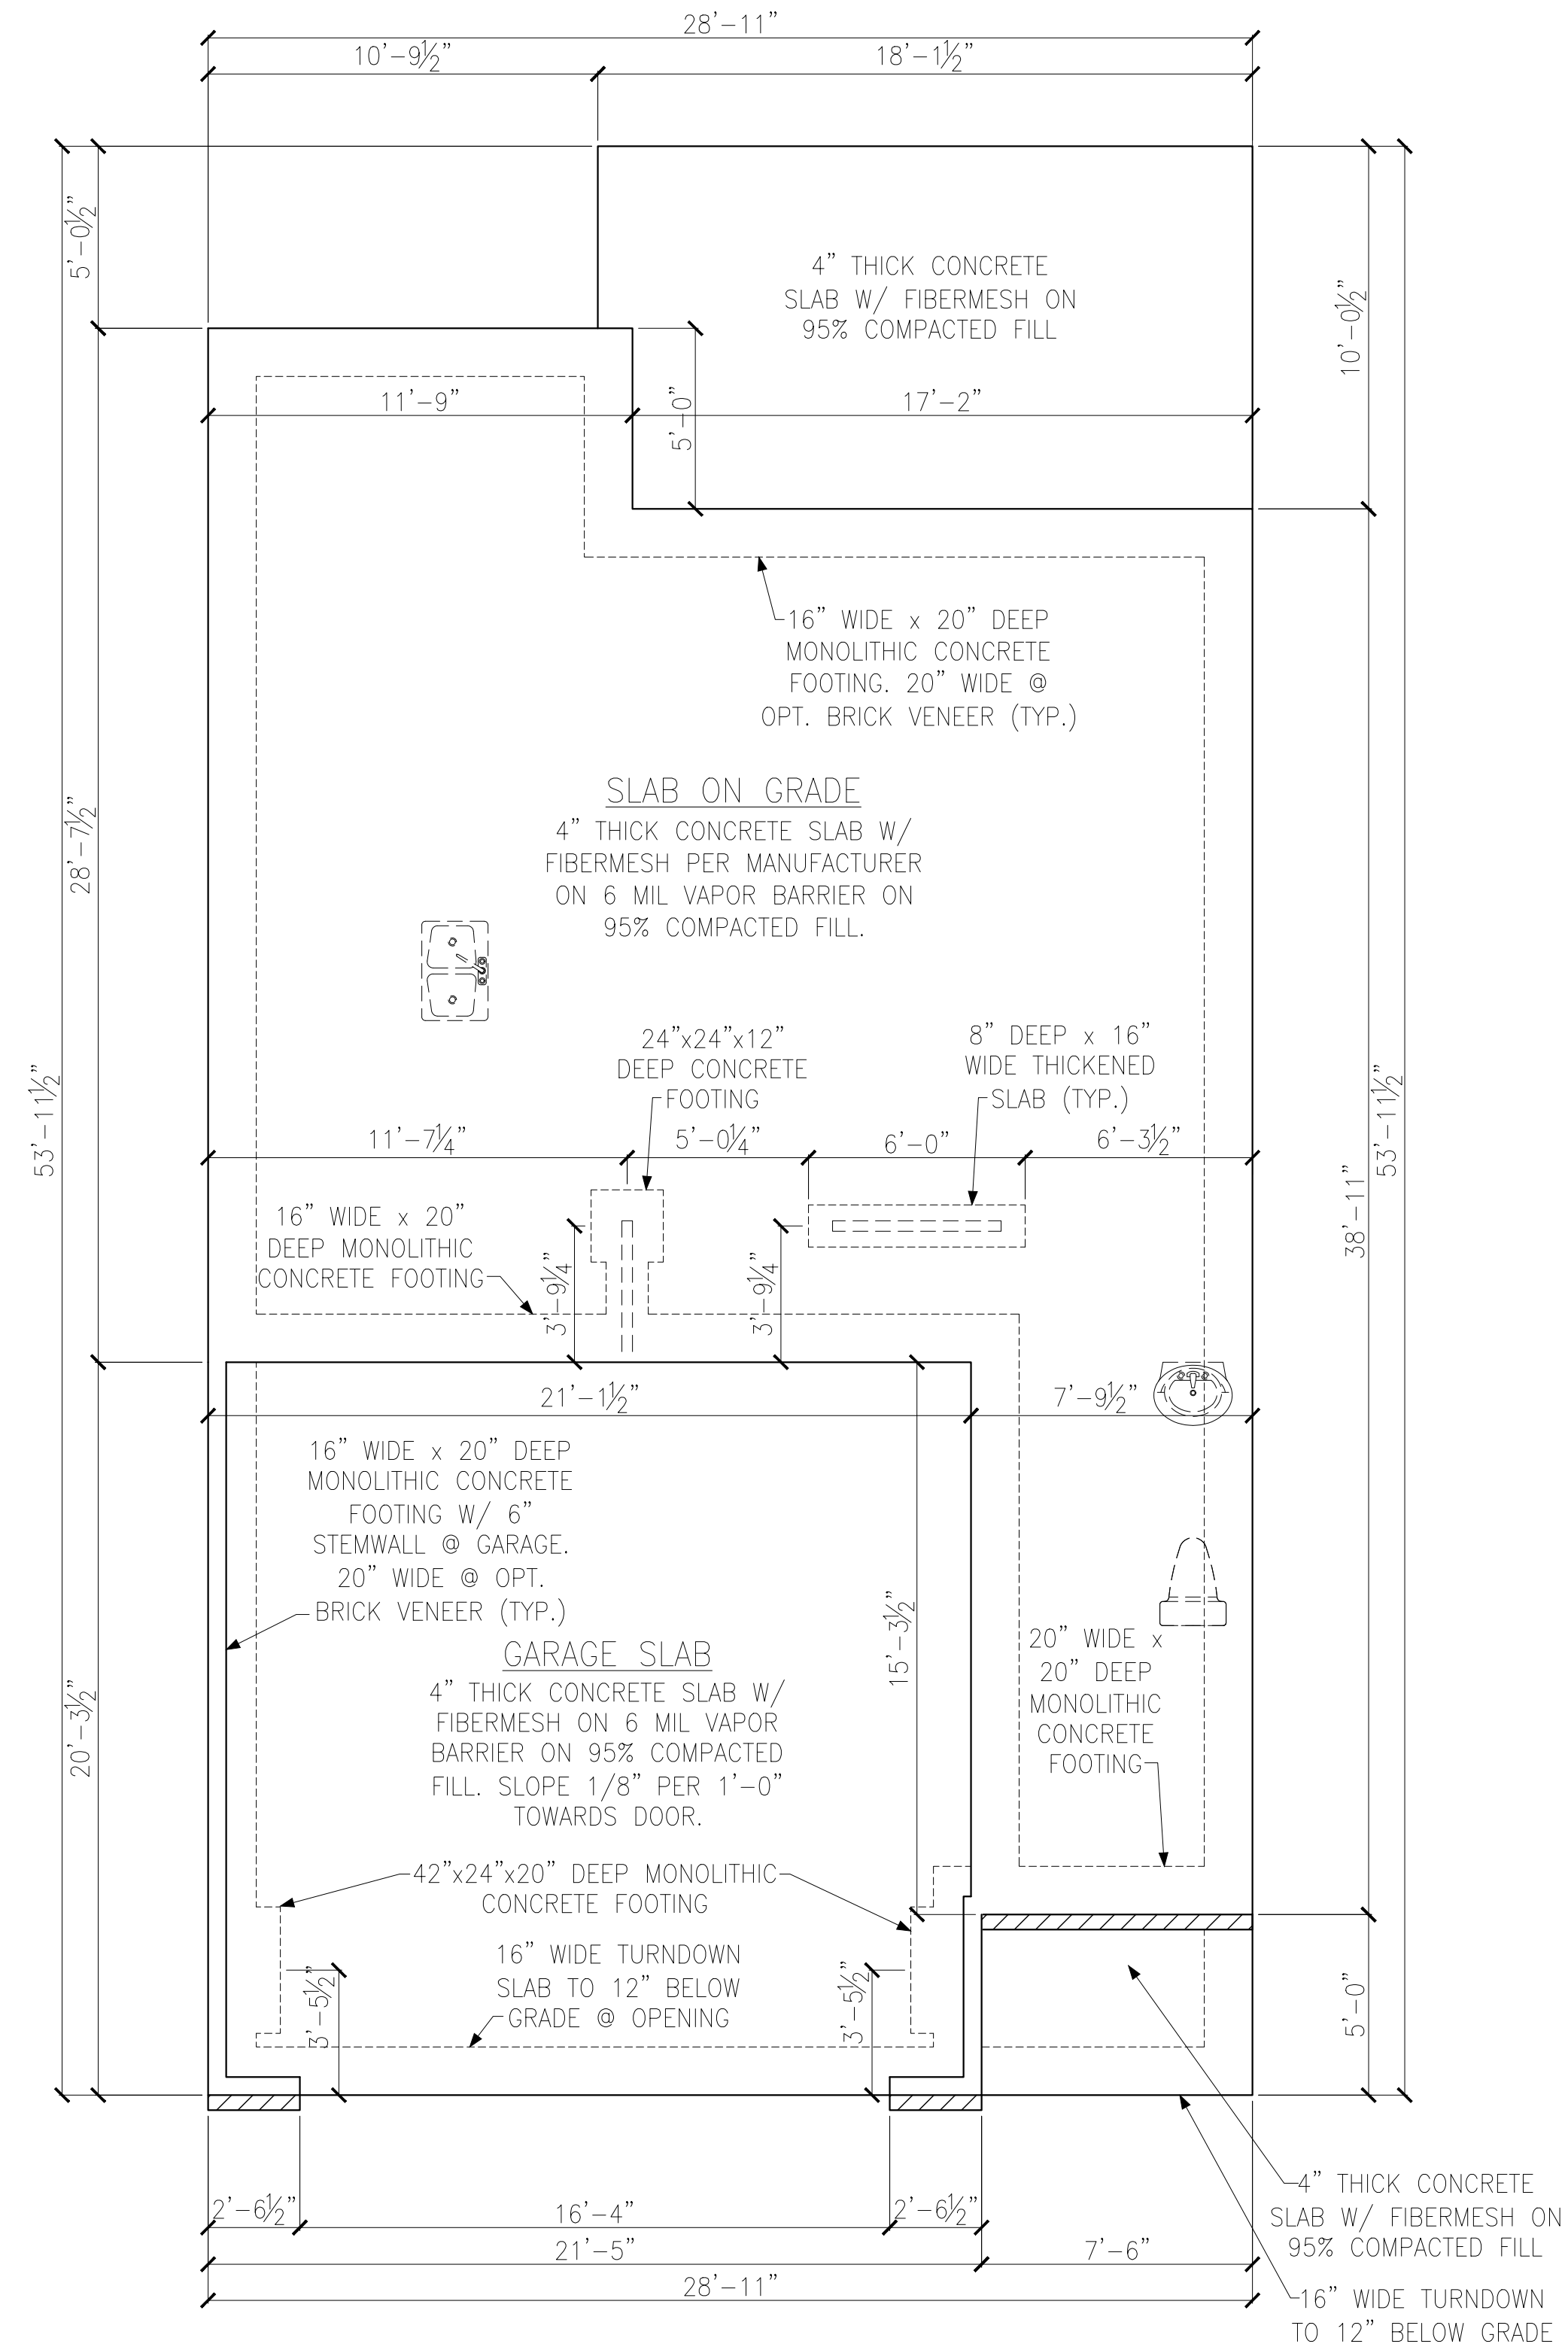 28'-11"
10'-9½"
18'-1½"
5'-0½"
4" THICK CONCRETE
SLAB W/ FIBERMESH ON
95% COMPACTED FILL
10'-0½"
11'-9"
5'-0"
17'-2"
16" WIDE x 20" DEEP
MONOLITHIC CONCRETE
FOOTING. 20" WIDE @
OPT. BRICK VENEER (TYP.)
SLAB ON GRADE
4" THICK CONCRETE SLAB W/
FIBERMESH PER MANUFACTURER
ON 6 MIL VAPOR BARRIER ON
95% COMPACTED FILL.
28'-7½"
53'-11½"
24"x24"x12"
DEEP CONCRETE
FOOTING
8" DEEP x 16"
WIDE THICKENED
SLAB (TYP.)
53'-11½"
38'-11"
11'-7¼"
5'-0¼"
6'-0"
6'-3½"
16" WIDE x 20"
DEEP MONOLITHIC
CONCRETE FOOTING
3'-9¼"
3'-9¼"
21'-1½"
7'-9½"
16" WIDE x 20" DEEP
MONOLITHIC CONCRETE
FOOTING W/ 6"
STEMWALL @ GARAGE.
20" WIDE @ OPT.
BRICK VENEER (TYP.)
15'-3½"
20'-3½"
GARAGE SLAB
4" THICK CONCRETE SLAB W/
FIBERMESH ON 6 MIL VAPOR
BARRIER ON 95% COMPACTED
FILL. SLOPE 1/8" PER 1'-0"
TOWARDS DOOR.
20" WIDE x
20" DEEP
MONOLITHIC
CONCRETE
FOOTING
42"x24"x20" DEEP MONOLITHIC
CONCRETE FOOTING
16" WIDE TURNDOWN
SLAB TO 12" BELOW
GRADE @ OPENING
3'-5½"
3'-5½"
5'-0"
2'-6½"
16'-4"
2'-6½"
21'-5"
7'-6"
28'-11"
4" THICK CONCRETE
SLAB W/ FIBERMESH ON
95% COMPACTED FILL
16" WIDE TURNDOWN
TO 12" BELOW GRADE